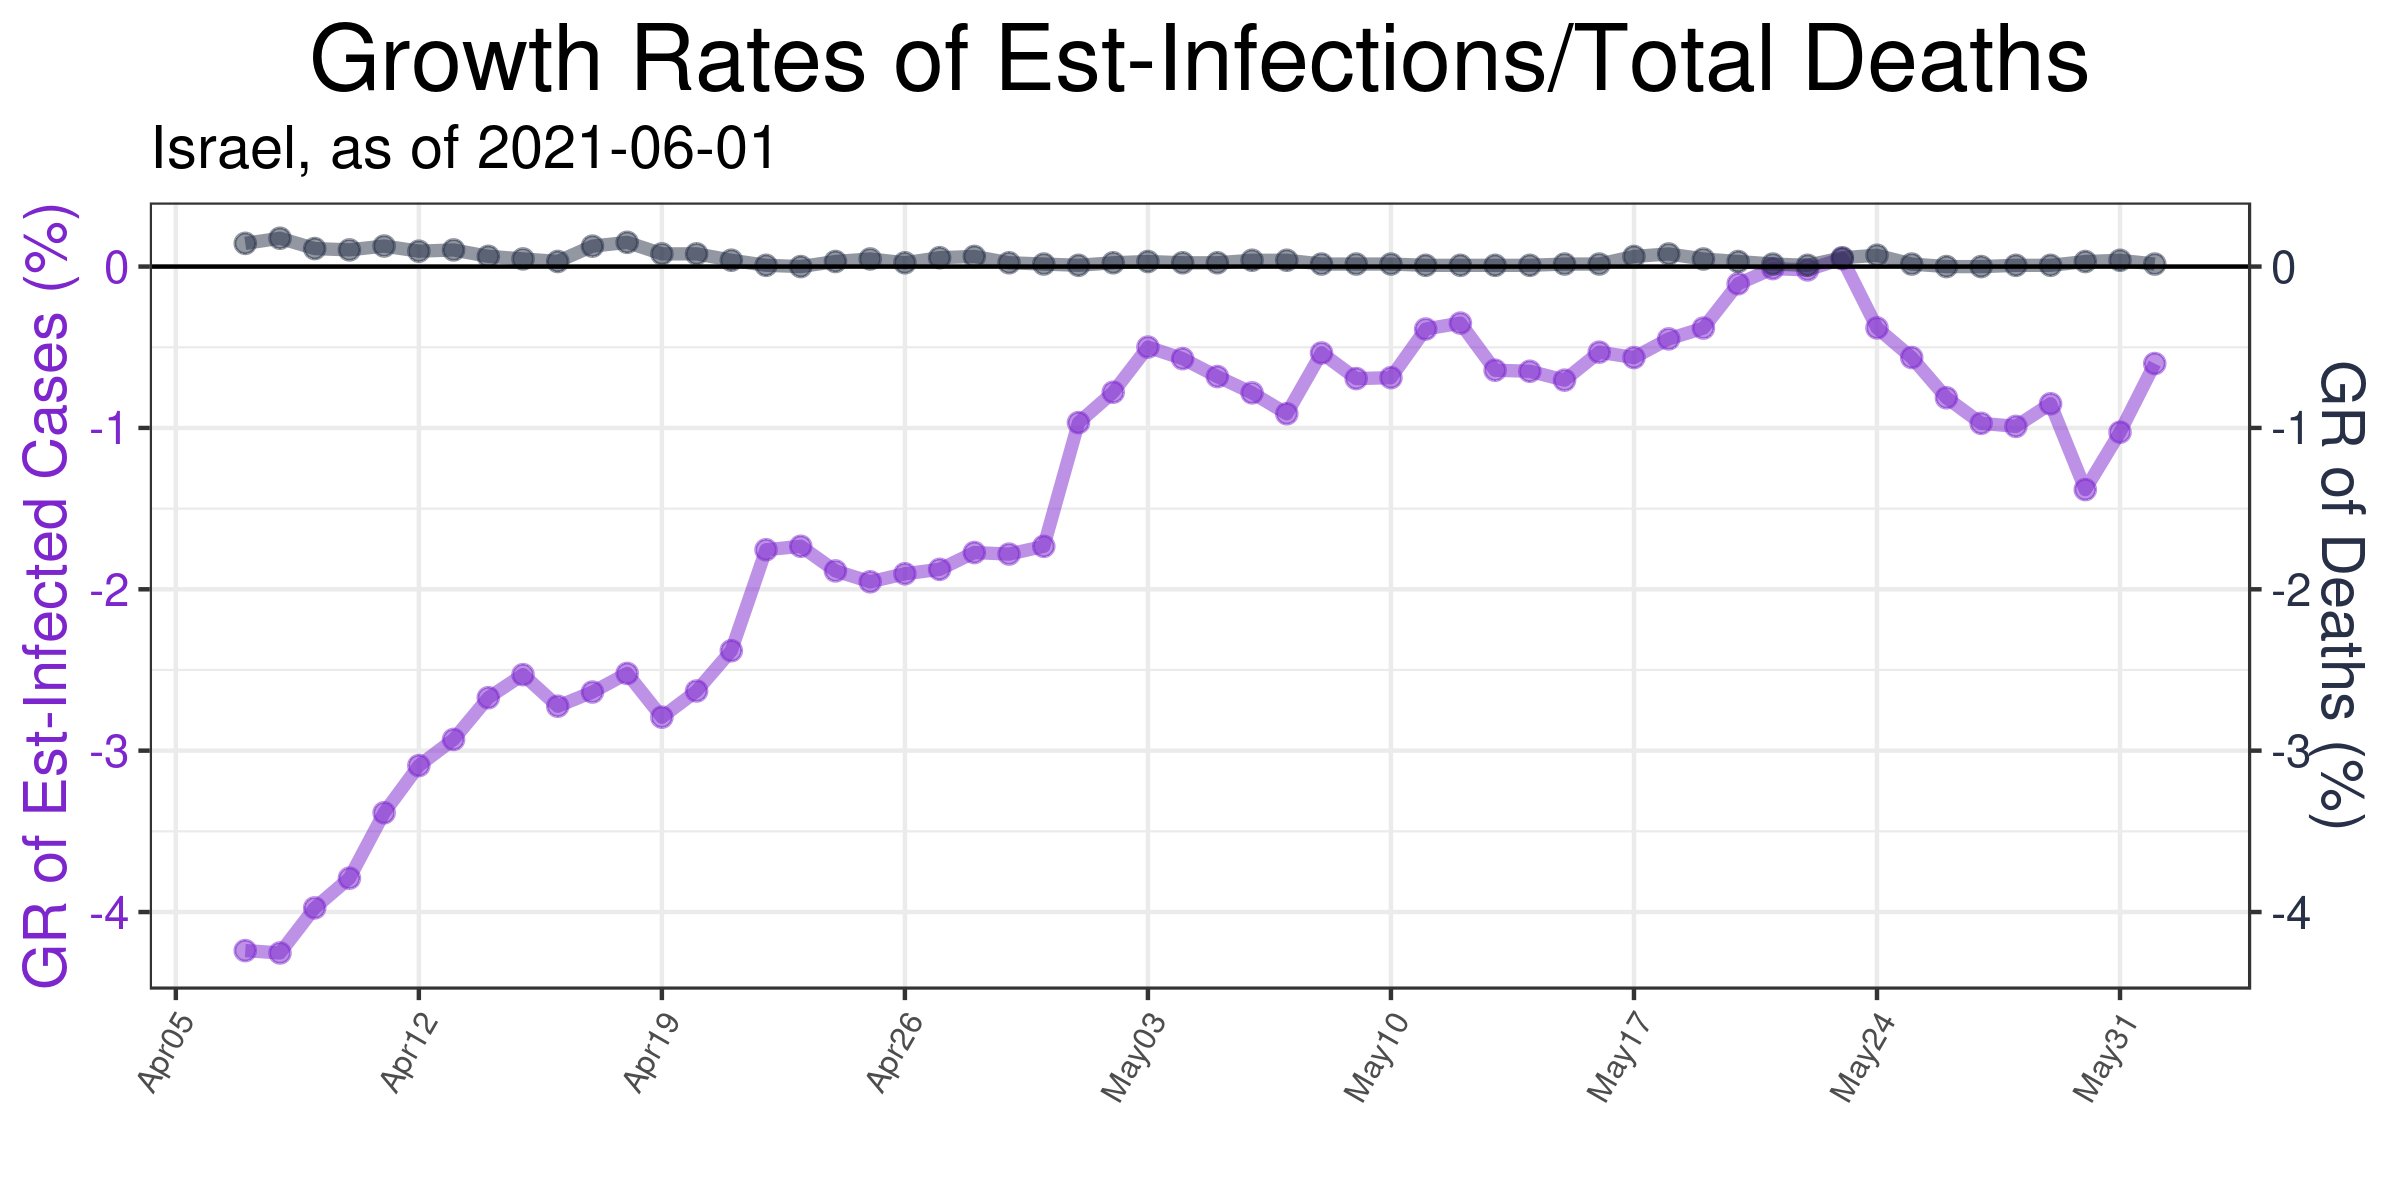 Growth Rates of Est-Infections/Total Deaths
Israel, as of 2021-06-01
GR of Est-Infected Cases (%)
0
-1
-2
-3
-4
0
-1
-2
-3
-4
GR of Deaths (%)
Apr05
Apr12
Apr19
Apr26
May03
May10
May17
May24
May31